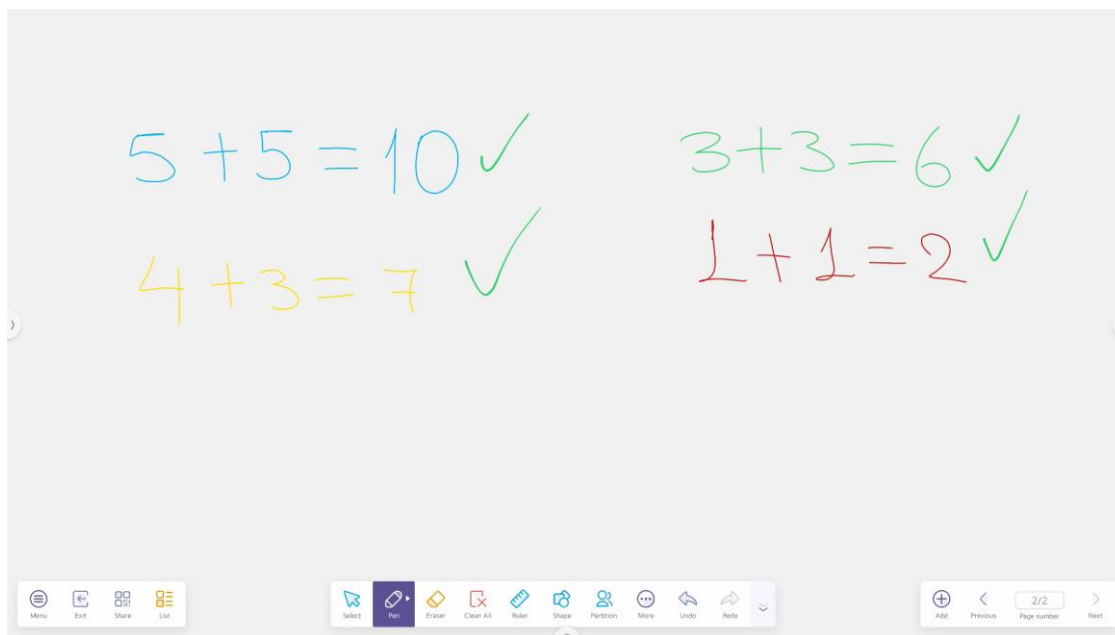 5 + 5 = 10 ✓
3 + 3 = 6 ✓
4 + 3 = 7 ✓
1 + 1 = 2 ✓
Menu Exit Share List
Select Pen Eraser Clean All Ruler Shape Partition More Undo Redo
Add Previous 2/2 Page number Next